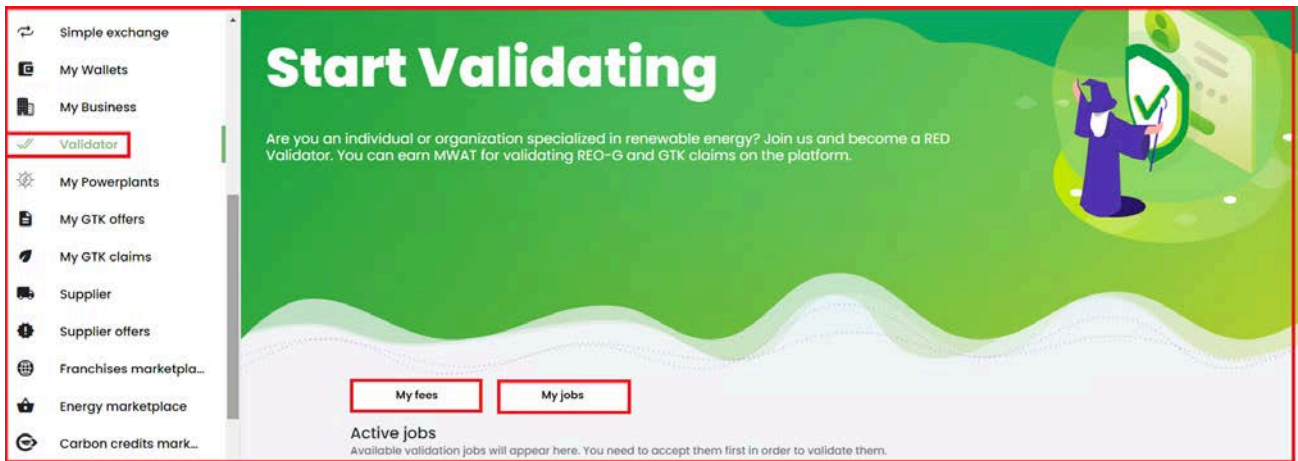 Simple exchange
My Wallets
My Business
Validator
My Powerplants
My GTK offers
My GTK claims
Supplier
Supplier offers
Franchises marketpla...
Energy marketplace
Carbon credits mark...
Start Validating
Are you an individual or organization specialized in renewable energy? Join us and become a RED
Validator. You can earn MWAT for validating REO-G and GTK claims on the platform.
My fees
My jobs
Active jobs
Available validation jobs will appear here. You need to accept them first in order to validate them.